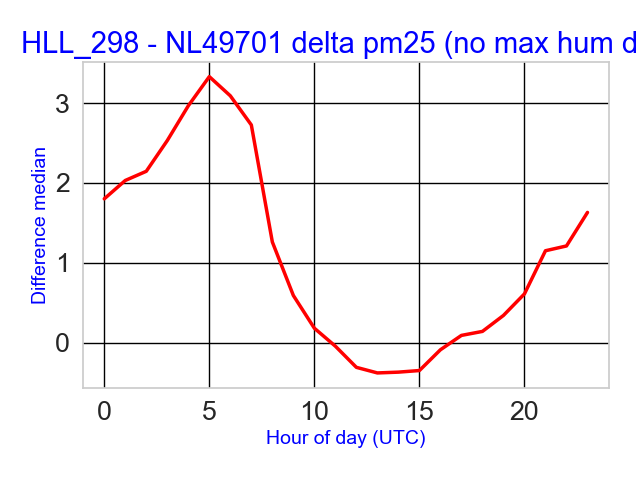 HLL_298 - NL49701 delta pm25 (no max hum d
Difference median
3
2
1
0
0 5 10 15 20
Hour of day (UTC)